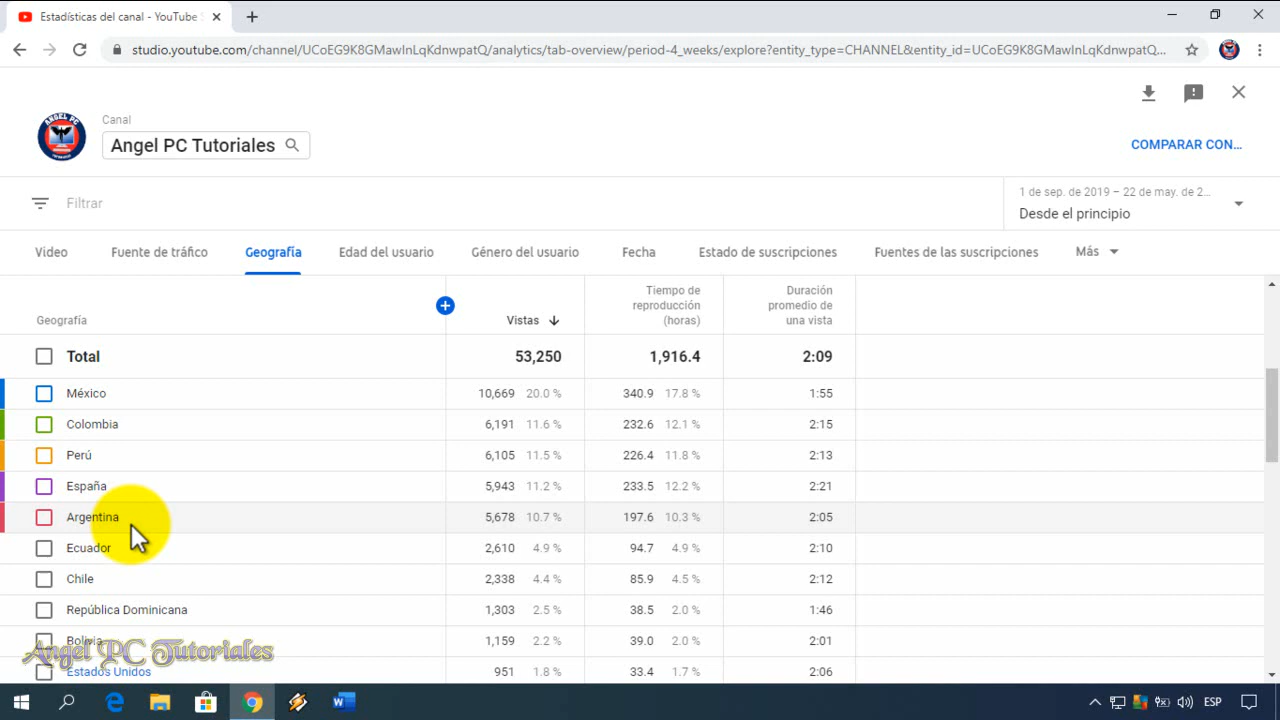 Estadísticas del canal - YouTube S
studio.youtube.com/channel/UCoEG9K8GMawInLqKdnwpatQ/analytics/tab-overview/period-4_weeks/explore?entity_type=CHANNEL&entity_id=UCoEG9K8GMawInLqKdnwpatQ...
ANGEL PC
Canal
Angel PC Tutoriales
COMPARAR CON...
Filtrar
1 de sep. de 2019 – 22 de may. de 2...
Desde el principio
Video Fuente de tráfico Geografía Edad del usuario Género del usuario Fecha Estado de suscripciones Fuentes de las suscripciones Más
Geografía Vistas Tiempo de reproducción (horas) Duración promedio de una vista
Total 53,250 1,916.4 2:09
México 10,669 20.0 % 340.9 17.8 % 1:55
Colombia 6,191 11.6 % 232.6 12.1 % 2:15
Perú 6,105 11.5 % 226.4 11.8 % 2:13
España 5,943 11.2 % 233.5 12.2 % 2:21
Argentina 5,678 10.7 % 197.6 10.3 % 2:05
Ecuador 2,610 4.9 % 94.7 4.9 % 2:10
Chile 2,338 4.4 % 85.9 4.5 % 2:12
República Dominicana 1,303 2.5 % 38.5 2.0 % 1:46
Bolivia 1,159 2.2 % 39.0 2.0 % 2:01
Angel PC Tutoriales
Estados Unidos 951 1.8 % 33.4 1.7 % 2:06
ESP